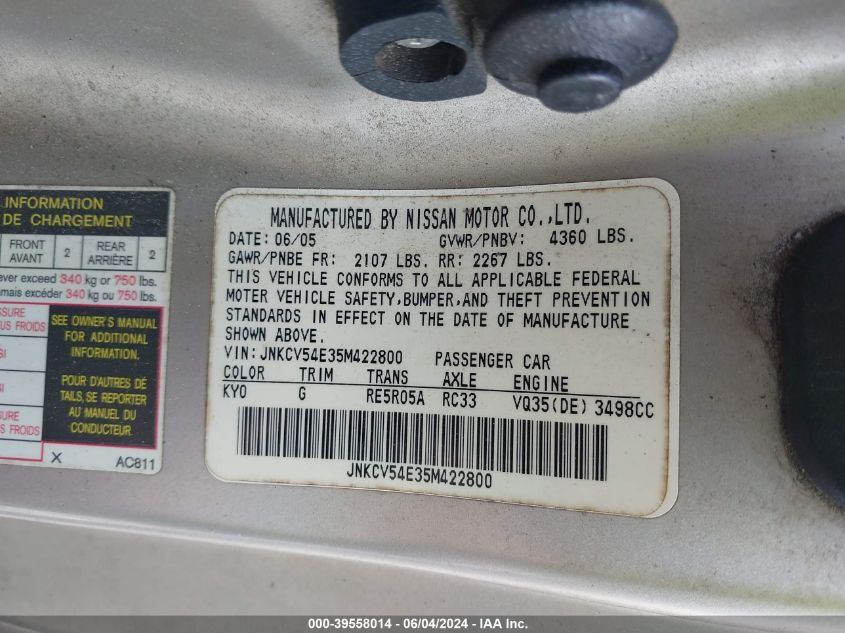 INFORMATION
DE CHARGEMENT
FRONT AVANT 2 REAR ARRIÈRE 2
ever exceed 340 kg or 750 lbs.
amais excéder 340 kg ou 750 lbs.
SEE OWNER'S MANUAL
FOR ADDITIONAL
INFORMATION.
POUR D'AUTRES DÉ
TAILS, SE REPORTER
AU MANUEL DU
CONDUCTEUR.
X AC811
MANUFACTURED BY NISSAN MOTOR CO.,LTD.
DATE: 06/05 GVWR/PNBV: 4360 LBS.
GAWR/PNBE FR: 2107 LBS. RR: 2267 LBS.
THIS VEHICLE CONFORMS TO ALL APPLICABLE FEDERAL
MOTOR VEHICLE SAFETY,BUMPER,AND THEFT PREVENTION
STANDARDS IN EFFECT ON THE DATE OF MANUFACTURE
SHOWN ABOVE.
VIN:JNKCV54E35M422800 PASSENGER CAR
COLOR TRIM TRANS AXLE ENGINE
KY0 G RE5R05A RC33 VQ35(DE) 3498CC
JNKCV54E35M422800
000-39558014 - 06/04/2024 - IAA Inc.